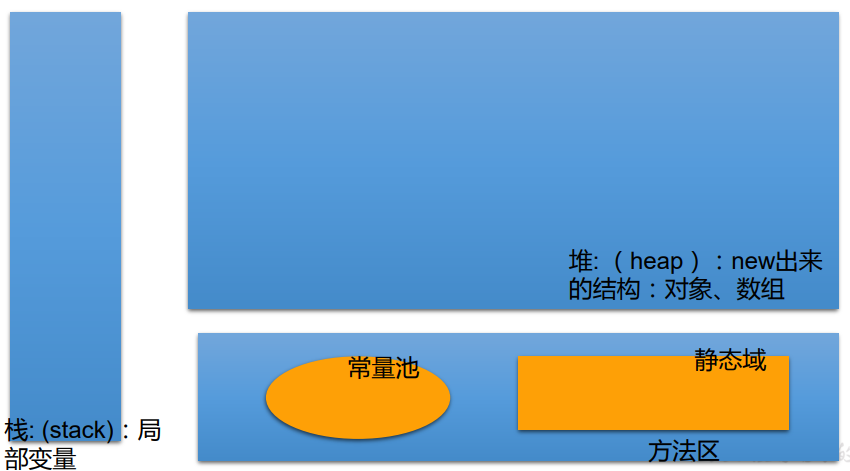 堆:（heap）：new出来
的结构：对象、数组
常量池
静态域
栈: (stack)：局
部变量
方法区